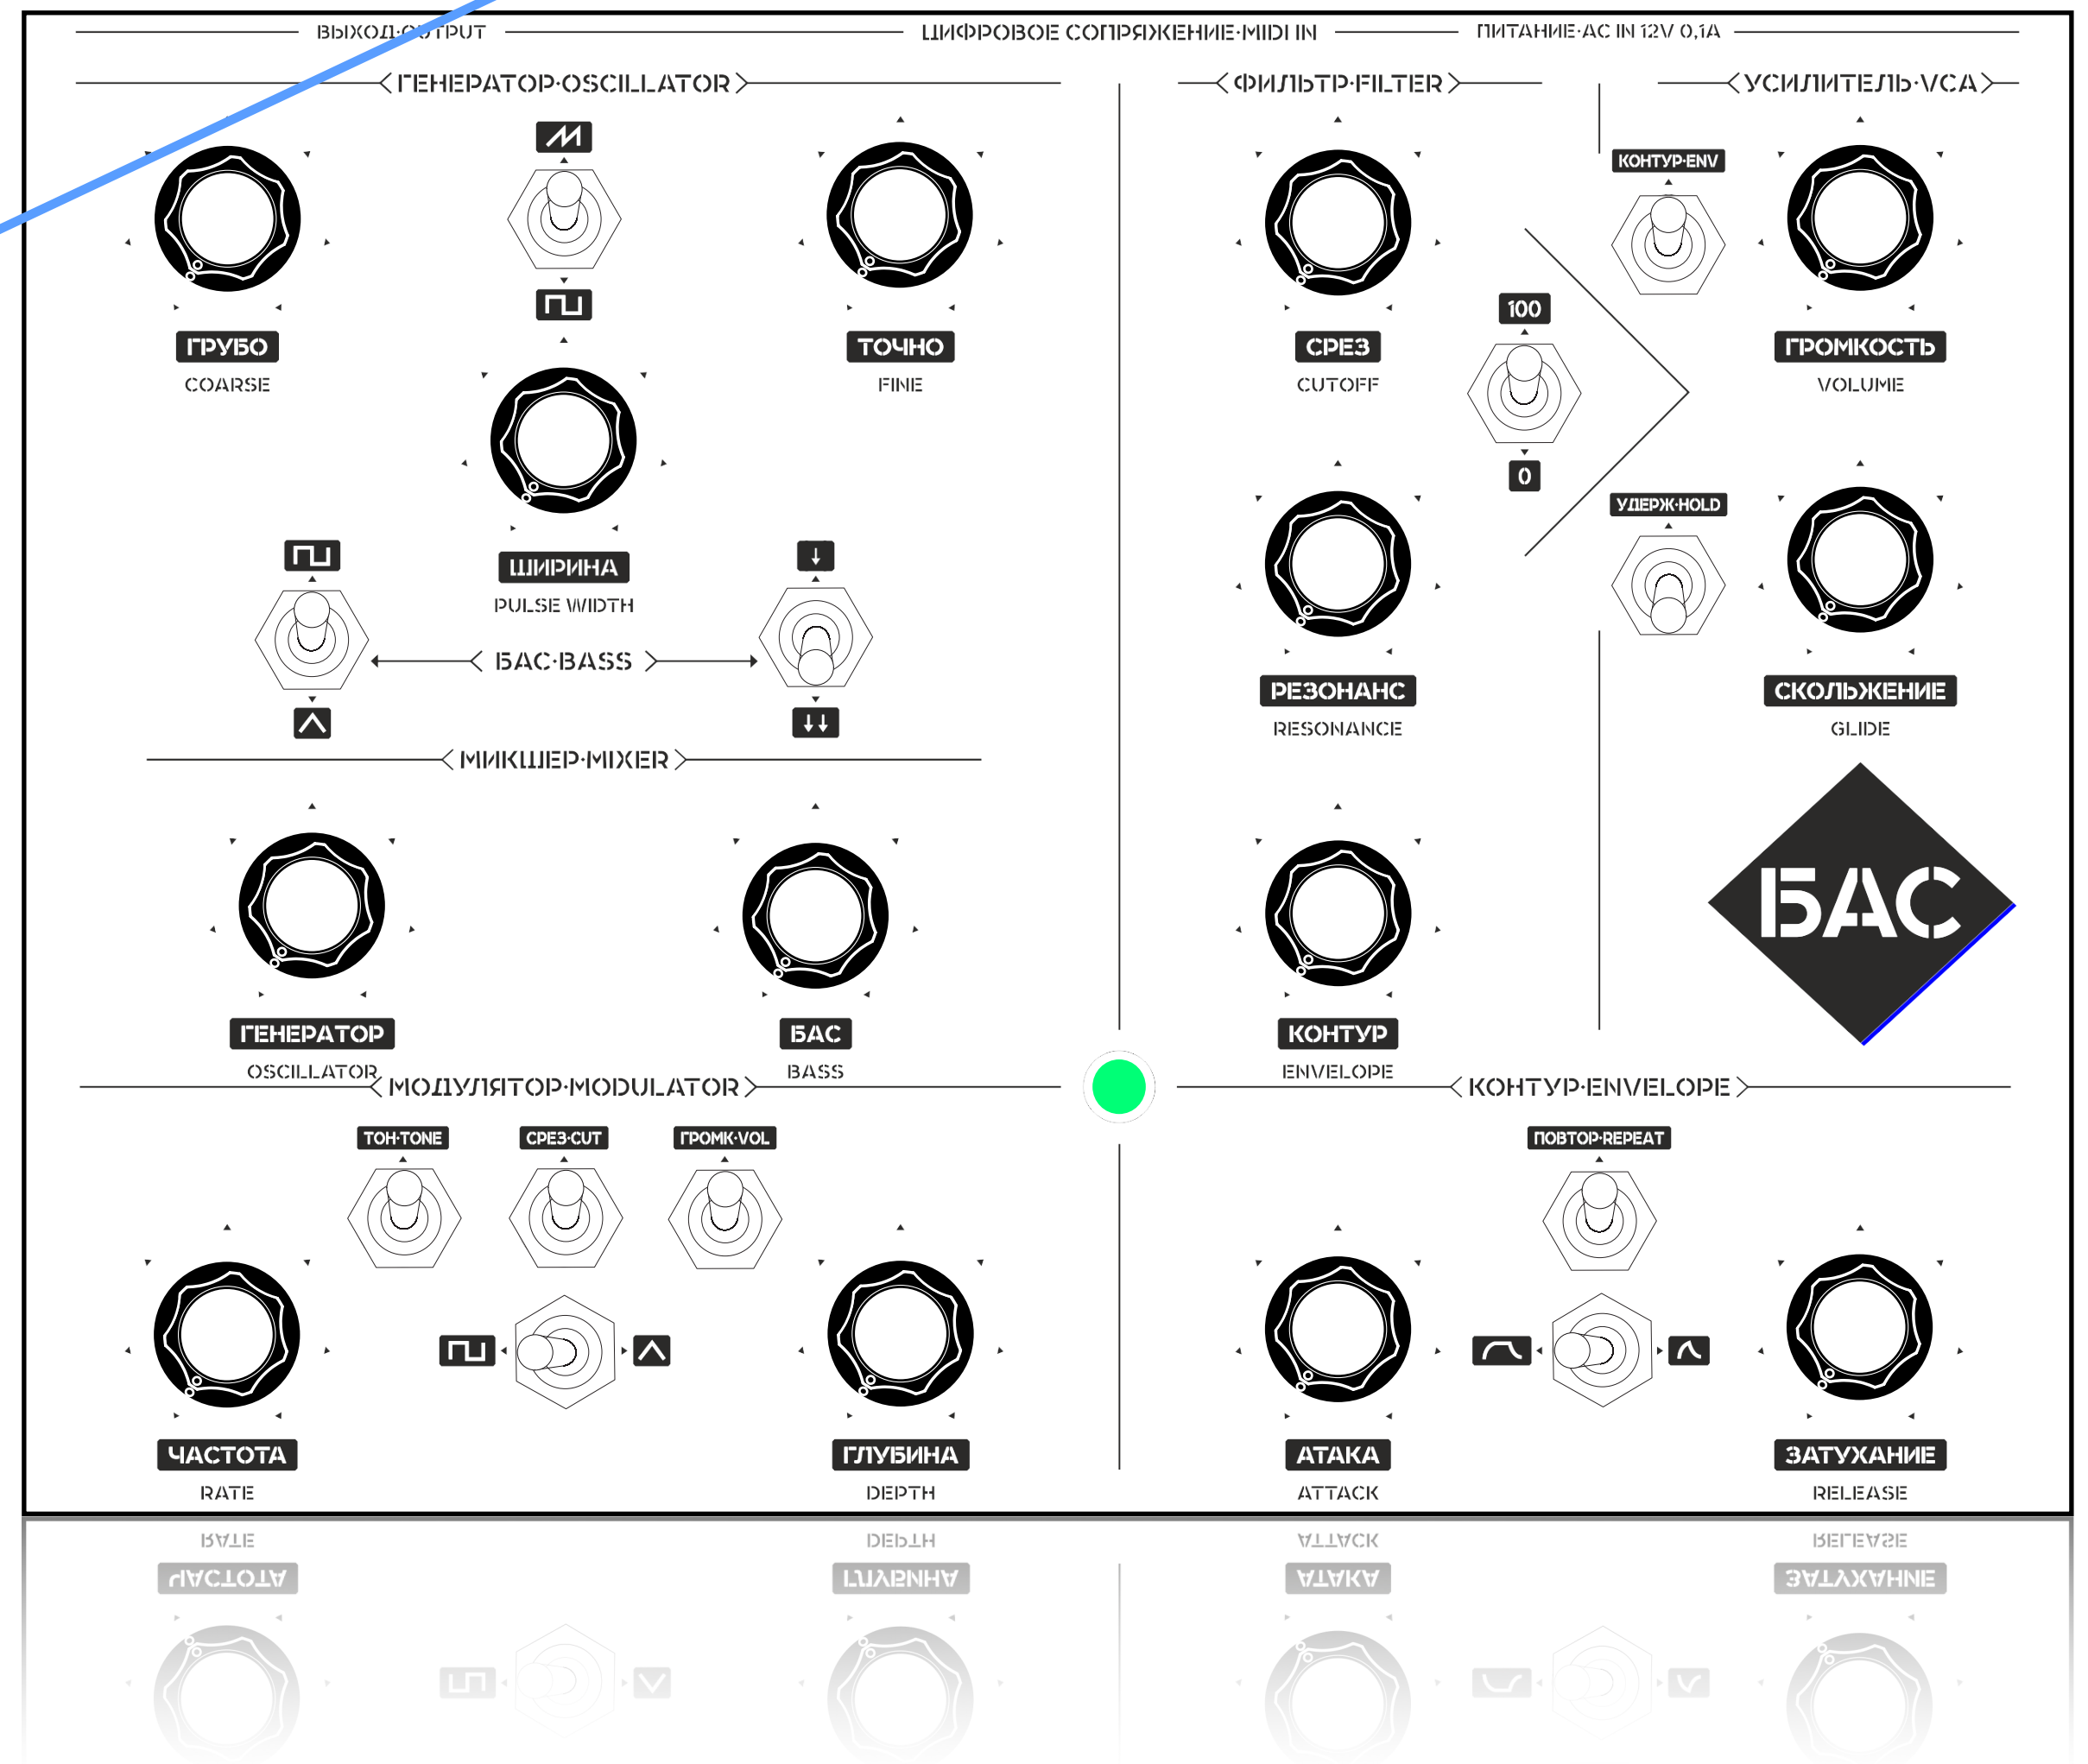 ВЫХОД·OUTPUT
ЦИФРОВОЕ СОПРЯЖЕНИЕ·MIDI IN
ПИТАНИЕ·AC IN 12V 0,1A
ГЕНЕРАТОР·OSCILLATOR
ФИЛЬТР·FILTER
УСИЛИТЕЛЬ·VCA
КОНТУР·ENV
100
ГРУБО
COARSE
ТОЧНО
FINE
СРЕЗ
CUTOFF
ГРОМКОСТЬ
VOLUME
0
УДЕРЖ·HOLD
ШИРИНА
PULSE WIDTH
БАС·BASS
РЕЗОНАНС
RESONANCE
СКОЛЬЖЕНИЕ
GLIDE
МИКШЕР·MIXER
БАС
ГЕНЕРАТОР
OSCILLATOR
БАС
BASS
КОНТУР
ENVELOPE
МОДУЛЯТОР·MODULATOR
КОНТУР·ENVELOPE
ТОН·TONE
СРЕЗ·CUT
ГРОМК·VOL
ПОВТОР·REPEAT
ЧАСТОТА
RATE
ГЛУБИНА
DEPTH
АТАКА
ATTACK
ЗАТУХАНИЕ
RELEASE